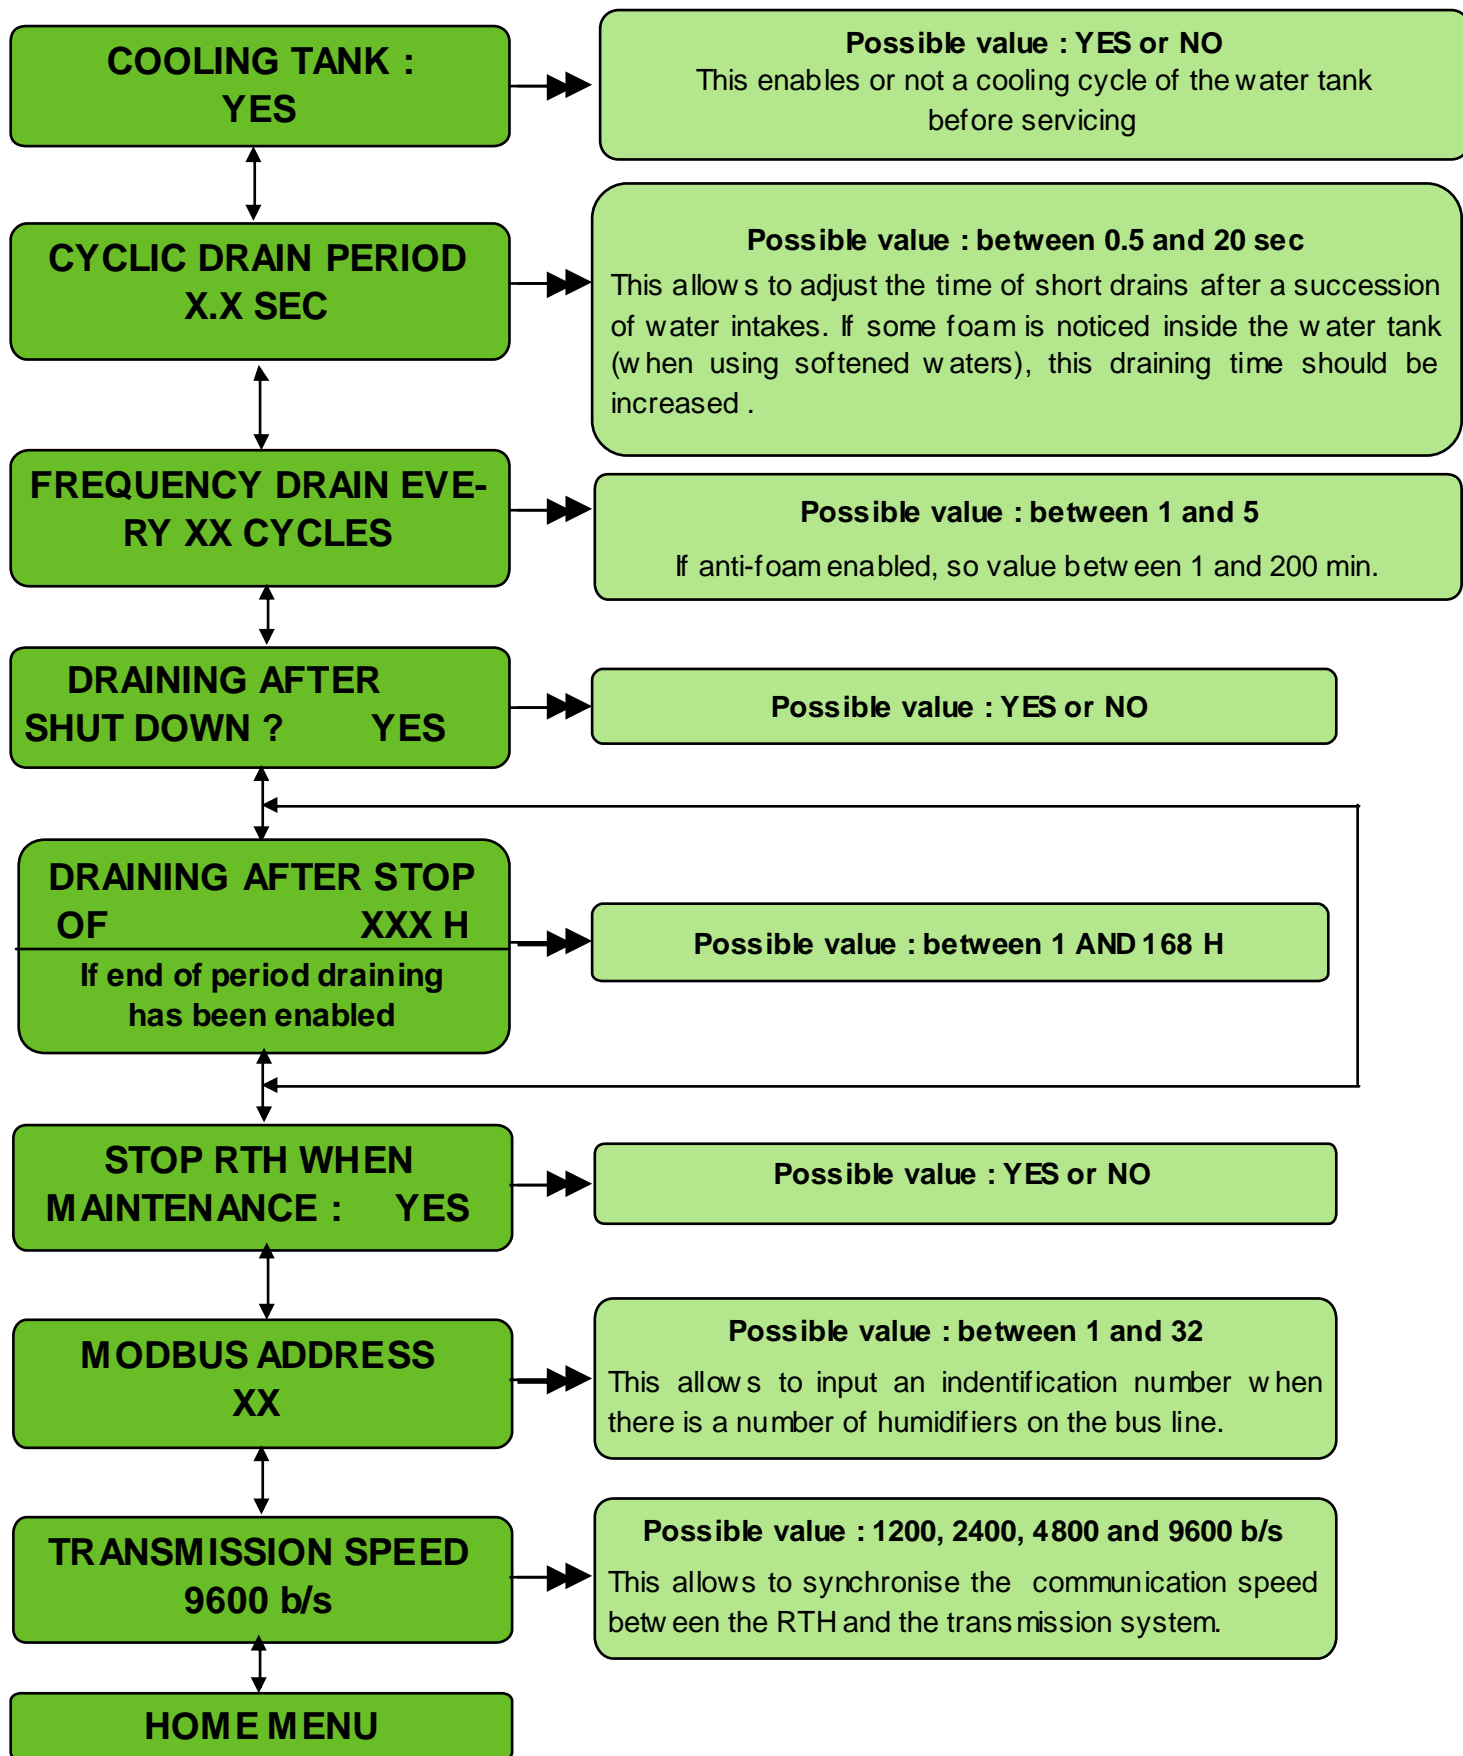 COOLING TANK :
YES
Possible value : YES or NO
This enables or not a cooling cycle of the water tank
before servicing
CYCLIC DRAIN PERIOD
X.X SEC
Possible value : between 0.5 and 20 sec
This allows to adjust the time of short drains after a succession
of water intakes. If some foam is noticed inside the water tank
(when using softened waters), this draining time should be
increased .
FREQUENCY DRAIN EVE-
RY XX CYCLES
Possible value : between 1 and 5
If anti-foam enabled, so value between 1 and 200 min.
DRAINING AFTER
SHUT DOWN ? YES
Possible value : YES or NO
DRAINING AFTER STOP
OF XXX H
If end of period draining
has been enabled
Possible value : between 1 AND 168 H
STOP RTH WHEN
MAINTENANCE : YES
Possible value : YES or NO
MODBUS ADDRESS
XX
Possible value : between 1 and 32
This allows to input an indentification number when
there is a number of humidifiers on the bus line.
TRANSMISSION SPEED
9600 b/s
Possible value : 1200, 2400, 4800 and 9600 b/s
This allows to synchronise the communication speed
between the RTH and the transmission system.
HOME MENU